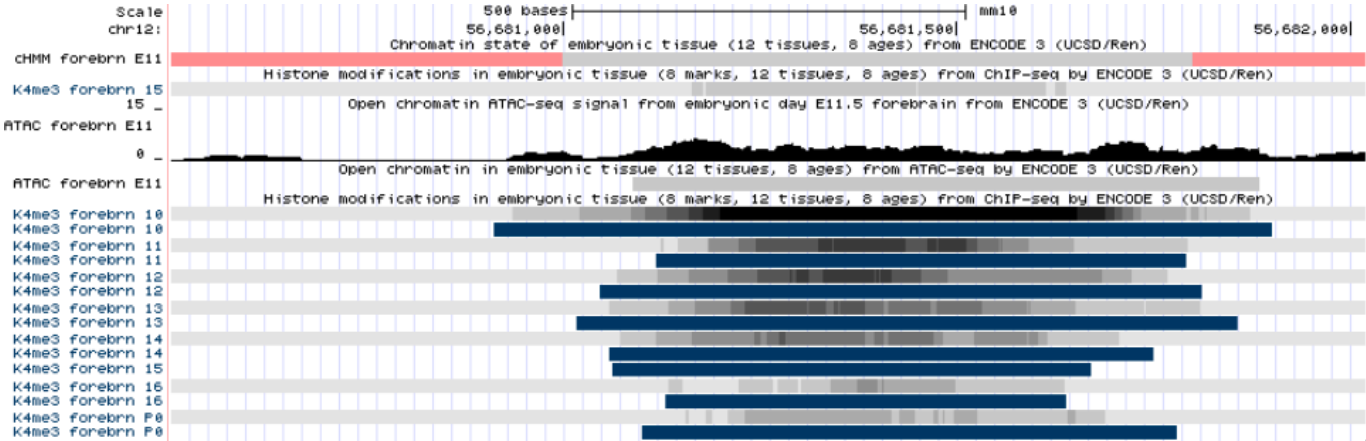 Scale 500 bases mm10
chr12: 56,681,000| 56,681,500| 56,682,000|
Chromatin state of embryonic tissue (12 tissues, 8 ages) from ENCODE 3 (UCSD/Ren)
cHMM forebrn E11
Histone modifications in embryonic tissue (8 marks, 12 tissues, 8 ages) from ChIP-seq by ENCODE 3 (UCSD/Ren)
K4me3 forebrn 15
15 _ Open chromatin ATAC-seq signal from embryonic day E11.5 forebrain from ENCODE 3 (UCSD/Ren)
ATAC forebrn E11
0 _
Open chromatin in embryonic tissue (12 tissues, 8 ages) from ATAC-seq by ENCODE 3 (UCSD/Ren)
ATAC forebrn E11
Histone modifications in embryonic tissue (8 marks, 12 tissues, 8 ages) from ChIP-seq by ENCODE 3 (UCSD/Ren)
K4me3 forebrn 10
K4me3 forebrn 10
K4me3 forebrn 11
K4me3 forebrn 11
K4me3 forebrn 12
K4me3 forebrn 12
K4me3 forebrn 13
K4me3 forebrn 13
K4me3 forebrn 14
K4me3 forebrn 14
K4me3 forebrn 15
K4me3 forebrn 16
K4me3 forebrn 16
K4me3 forebrn P0
K4me3 forebrn P0